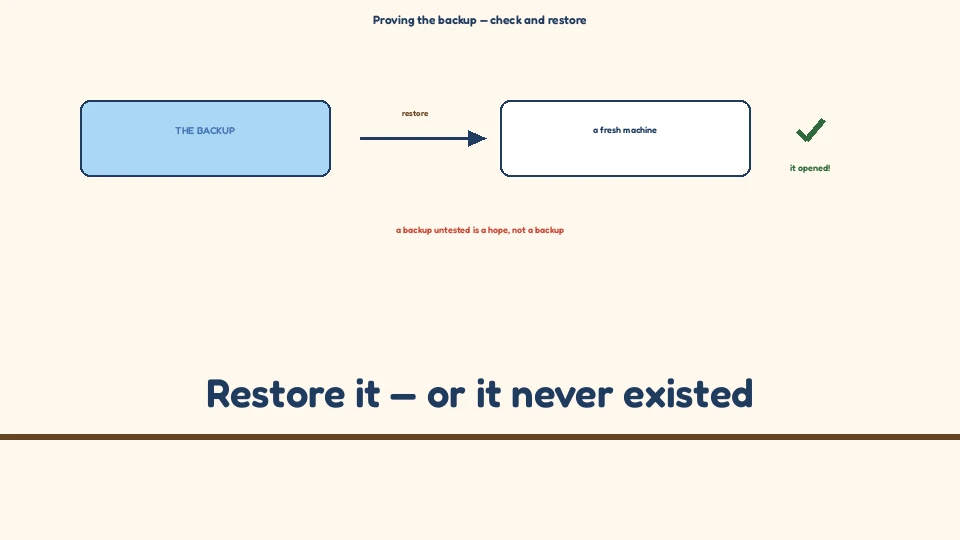 Proving the backup — check and restore
THE BACKUP
restore
a fresh machine
it opened!
a backup untested is a hope, not a backup
Restore it — or it never existed